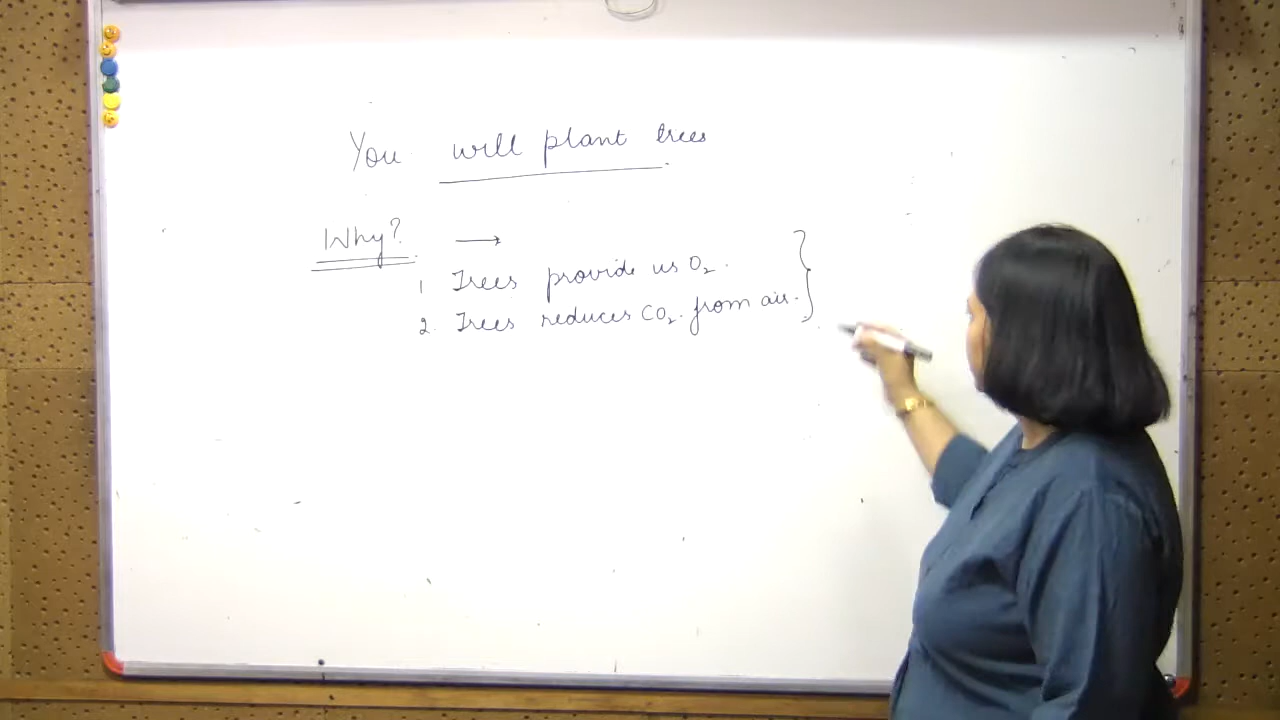 You will plant trees
Why? →
1 Trees provide us O₂.
2. Trees reduces CO₂. from air.